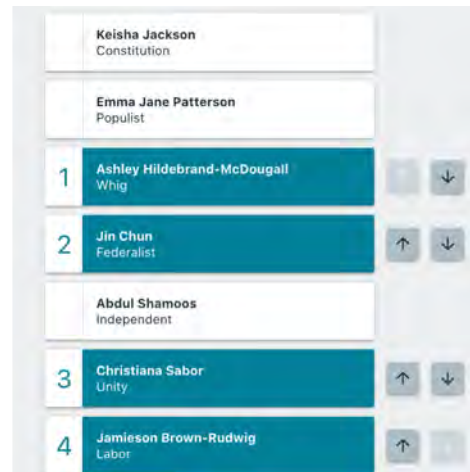 Keisha Jackson
Constitution
Emma Jane Patterson
Populist
1
Ashley Hildebrand-McDougall
Whig
2
Jin Chun
Federalist
Abdul Shamoos
Independent
3
Christiana Sabor
Unity
4
Jamieson Brown-Rudwig
Labor